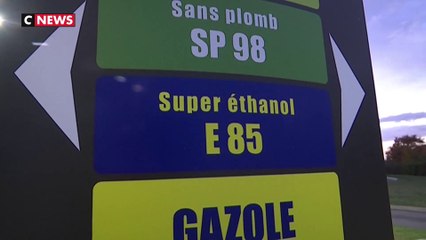 CNEWS
Sans plomb
SP 98
Super éthanol
E 85
GAZOLE